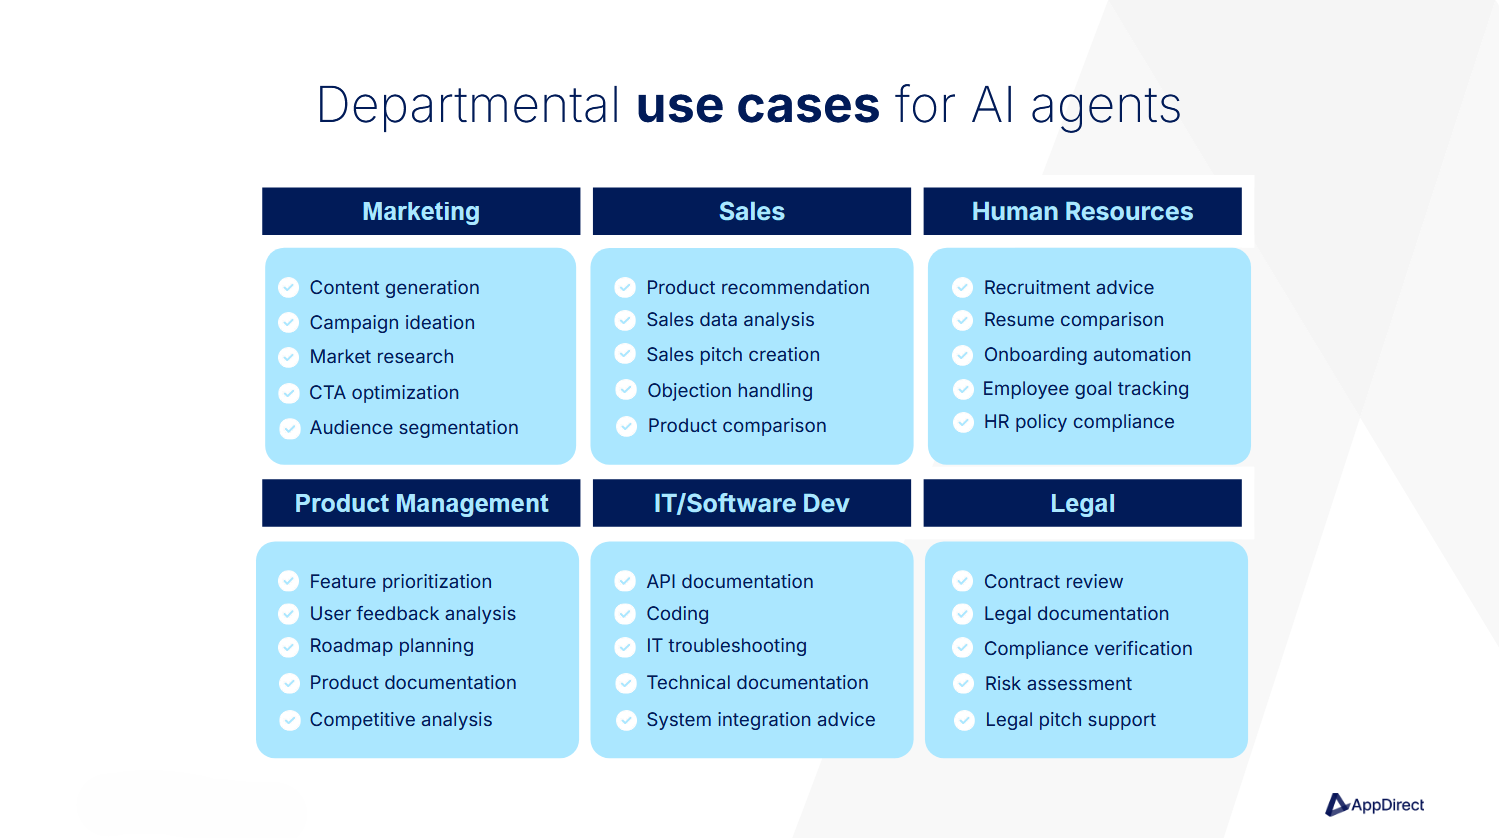 Departmental use cases for AI agents
Marketing
Content generation
Campaign ideation
Market research
CTA optimization
Audience segmentation
Sales
Product recommendation
Sales data analysis
Sales pitch creation
Objection handling
Product comparison
Human Resources
Recruitment advice
Resume comparison
Onboarding automation
Employee goal tracking
HR policy compliance
Product Management
Feature prioritization
User feedback analysis
Roadmap planning
Product documentation
Competitive analysis
IT/Software Dev
API documentation
Coding
IT troubleshooting
Technical documentation
System integration advice
Legal
Contract review
Legal documentation
Compliance verification
Risk assessment
Legal pitch support
AppDirect